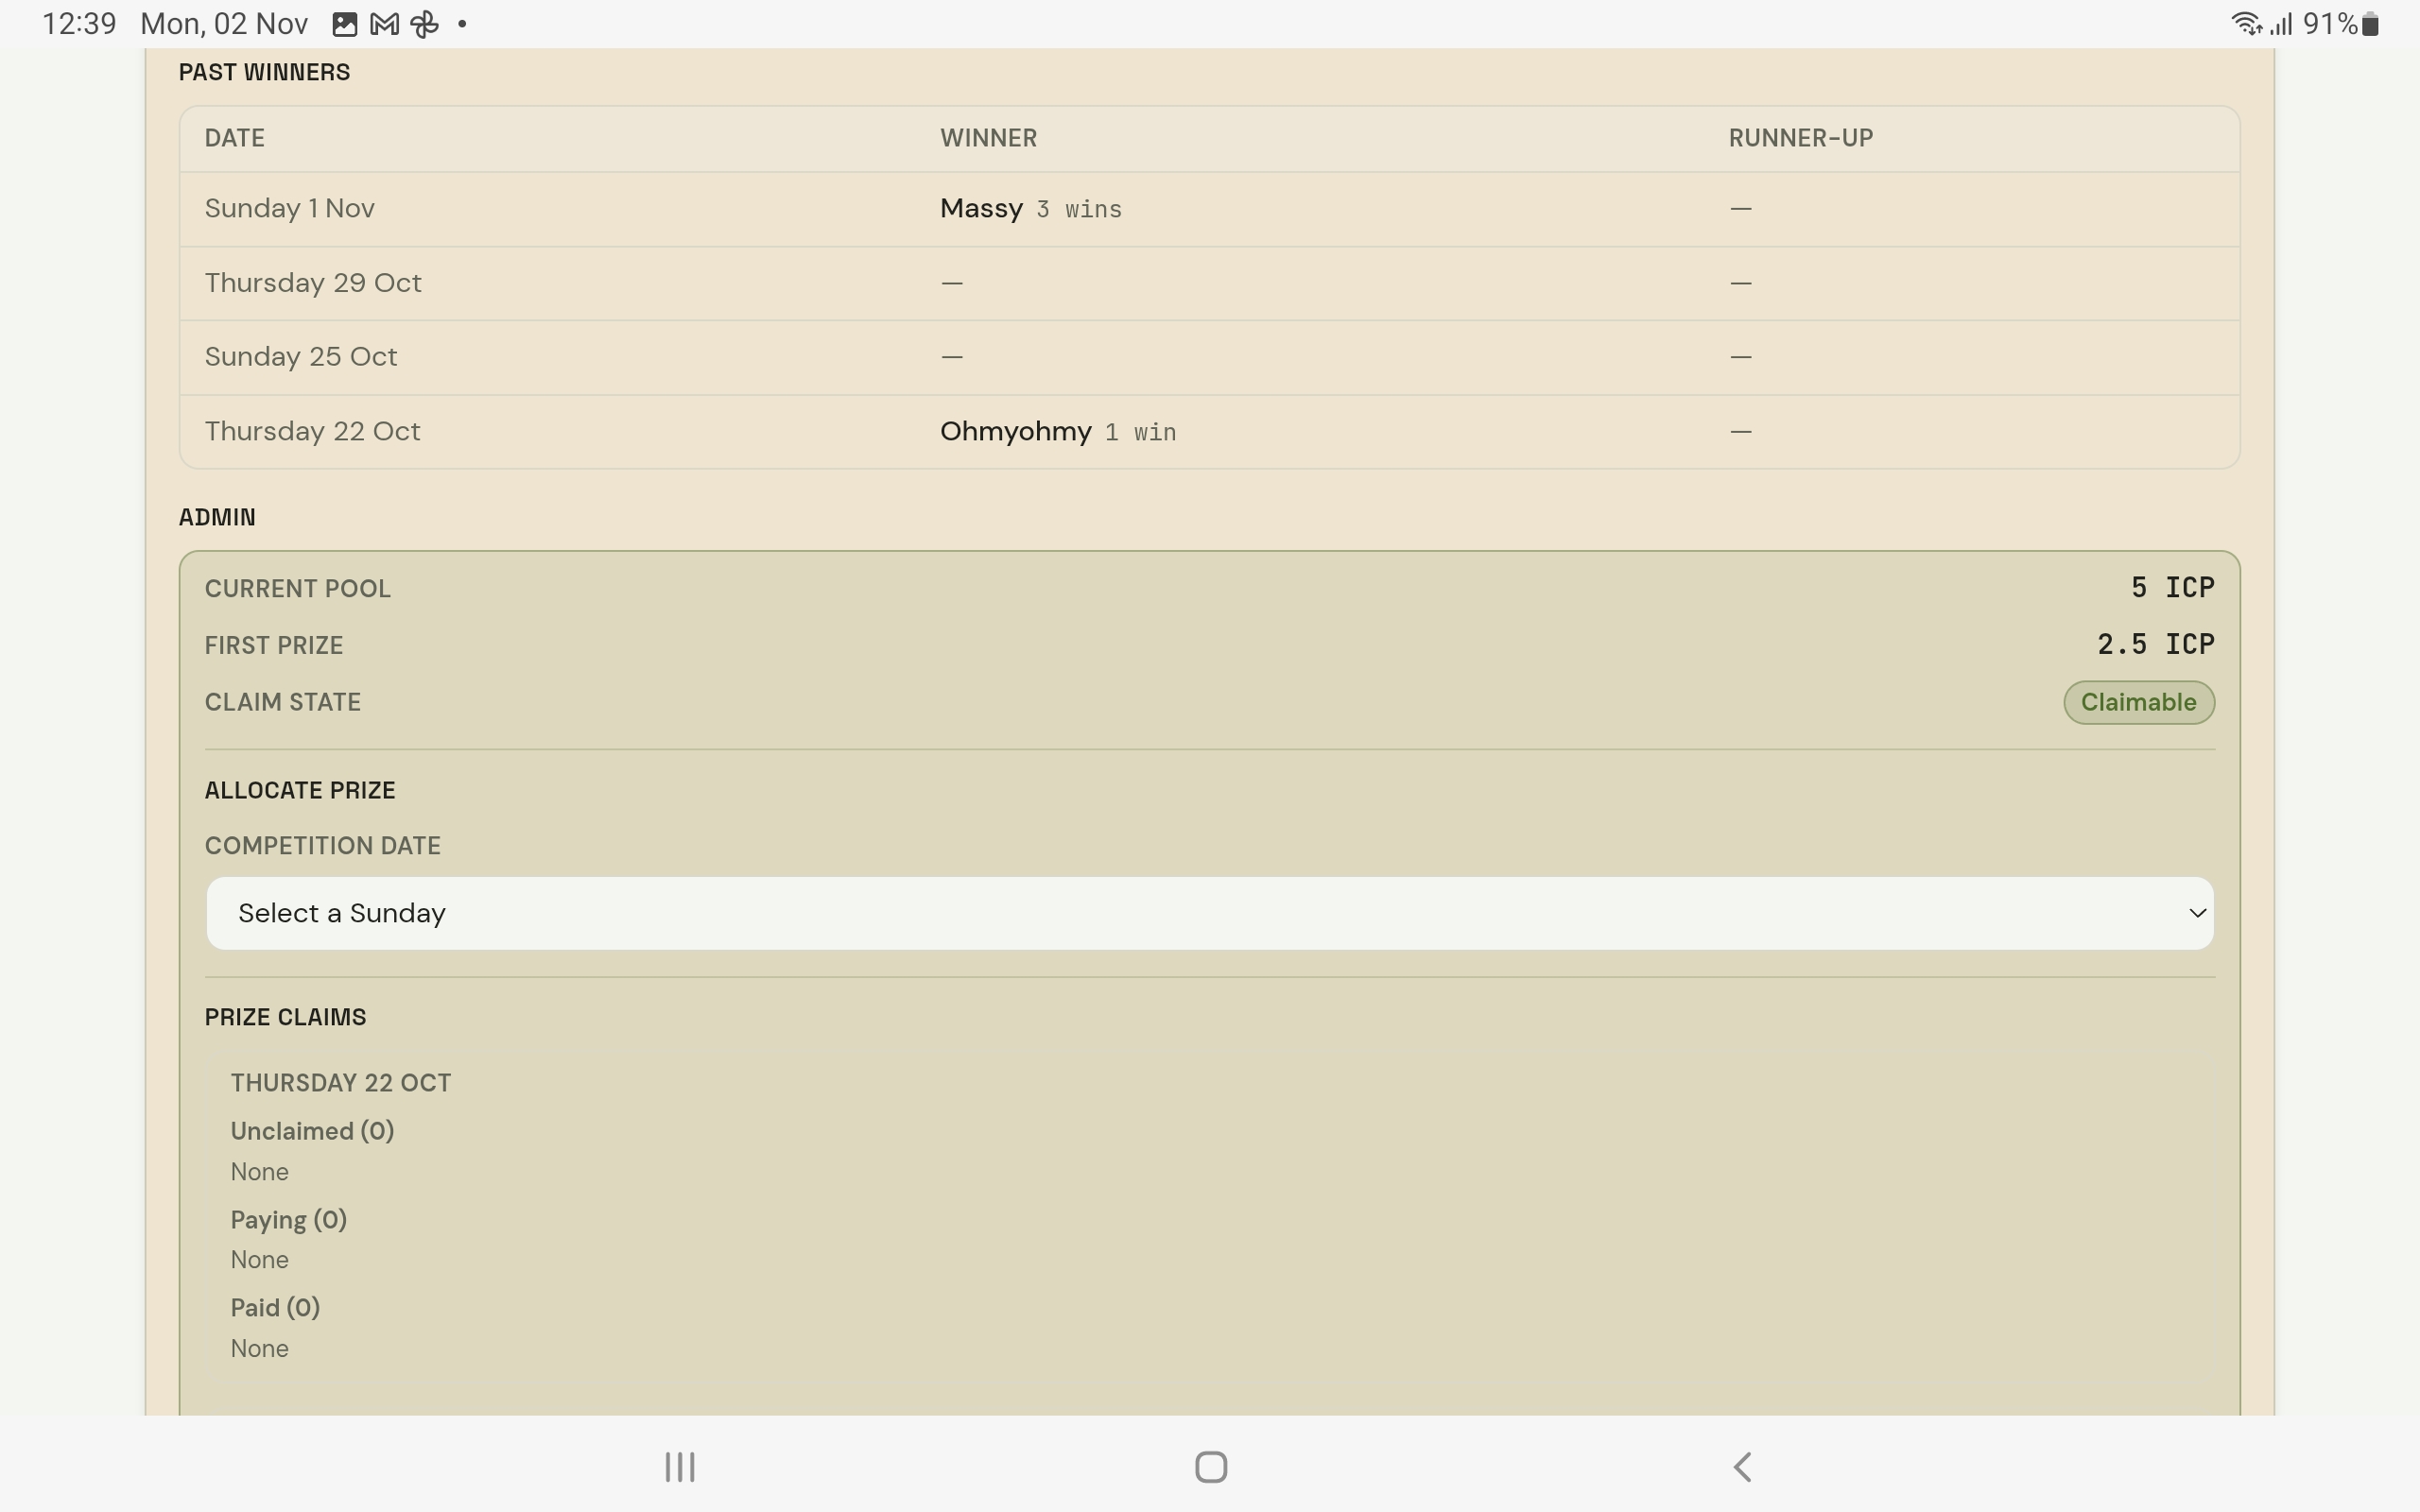 12:39 Mon, 02 Nov 91%
PAST WINNERS
DATE WINNER RUNNER-UP
Sunday 1 Nov Massy 3 wins —
Thursday 29 Oct — —
Sunday 25 Oct — —
Thursday 22 Oct Ohmyohmy 1 win —
ADMIN
CURRENT POOL 5 ICP
FIRST PRIZE 2.5 ICP
CLAIM STATE Claimable
ALLOCATE PRIZE
COMPETITION DATE
Select a Sunday
PRIZE CLAIMS
THURSDAY 22 OCT
Unclaimed (0)
None
Paying (0)
None
Paid (0)
None